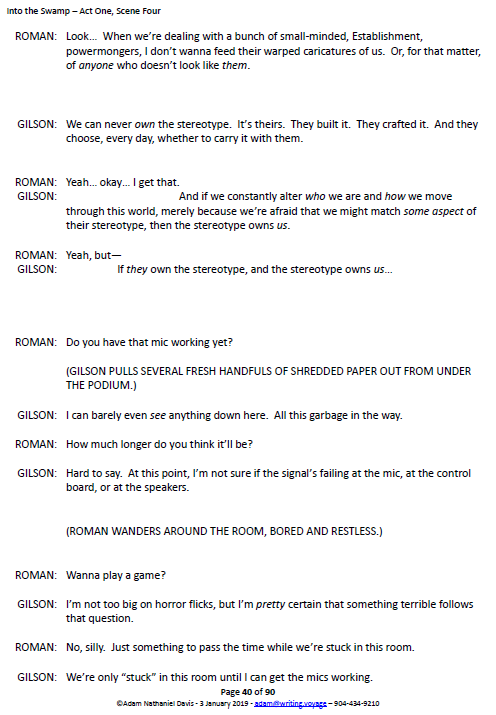 Into the Swamp – Act One, Scene Four
ROMAN: Look... When we're dealing with a bunch of small-minded, Establishment,
powermongers, I don't wanna feed their warped caricatures of us. Or, for that matter,
of anyone who doesn't look like them.
GILSON: We can never own the stereotype. It's theirs. They built it. They crafted it. And they
choose, every day, whether to carry it with them.
ROMAN: Yeah... okay... I get that.
GILSON: And if we constantly alter who we are and how we move
through this world, merely because we're afraid that we might match some aspect of
their stereotype, then the stereotype owns us.
ROMAN: Yeah, but—
GILSON: If they own the stereotype, and the stereotype owns us...
ROMAN: Do you have that mic working yet?
(GILSON PULLS SEVERAL FRESH HANDFULS OF SHREDDED PAPER OUT FROM UNDER
THE PODIUM.)
GILSON: I can barely even see anything down here. All this garbage in the way.
ROMAN: How much longer do you think it'll be?
GILSON: Hard to say. At this point, I'm not sure if the signal's failing at the mic, at the control
board, or at the speakers.
(ROMAN WANDERS AROUND THE ROOM, BORED AND RESTLESS.)
ROMAN: Wanna play a game?
GILSON: I'm not too big on horror flicks, but I'm pretty certain that something terrible follows
that question.
ROMAN: No, silly. Just something to pass the time while we're stuck in this room.
GILSON: We're only "stuck" in this room until I can get the mics working.
Page 40 of 90
©Adam Nathaniel Davis - 3 January 2019 - adam@writing.voyage – 904-434-9210